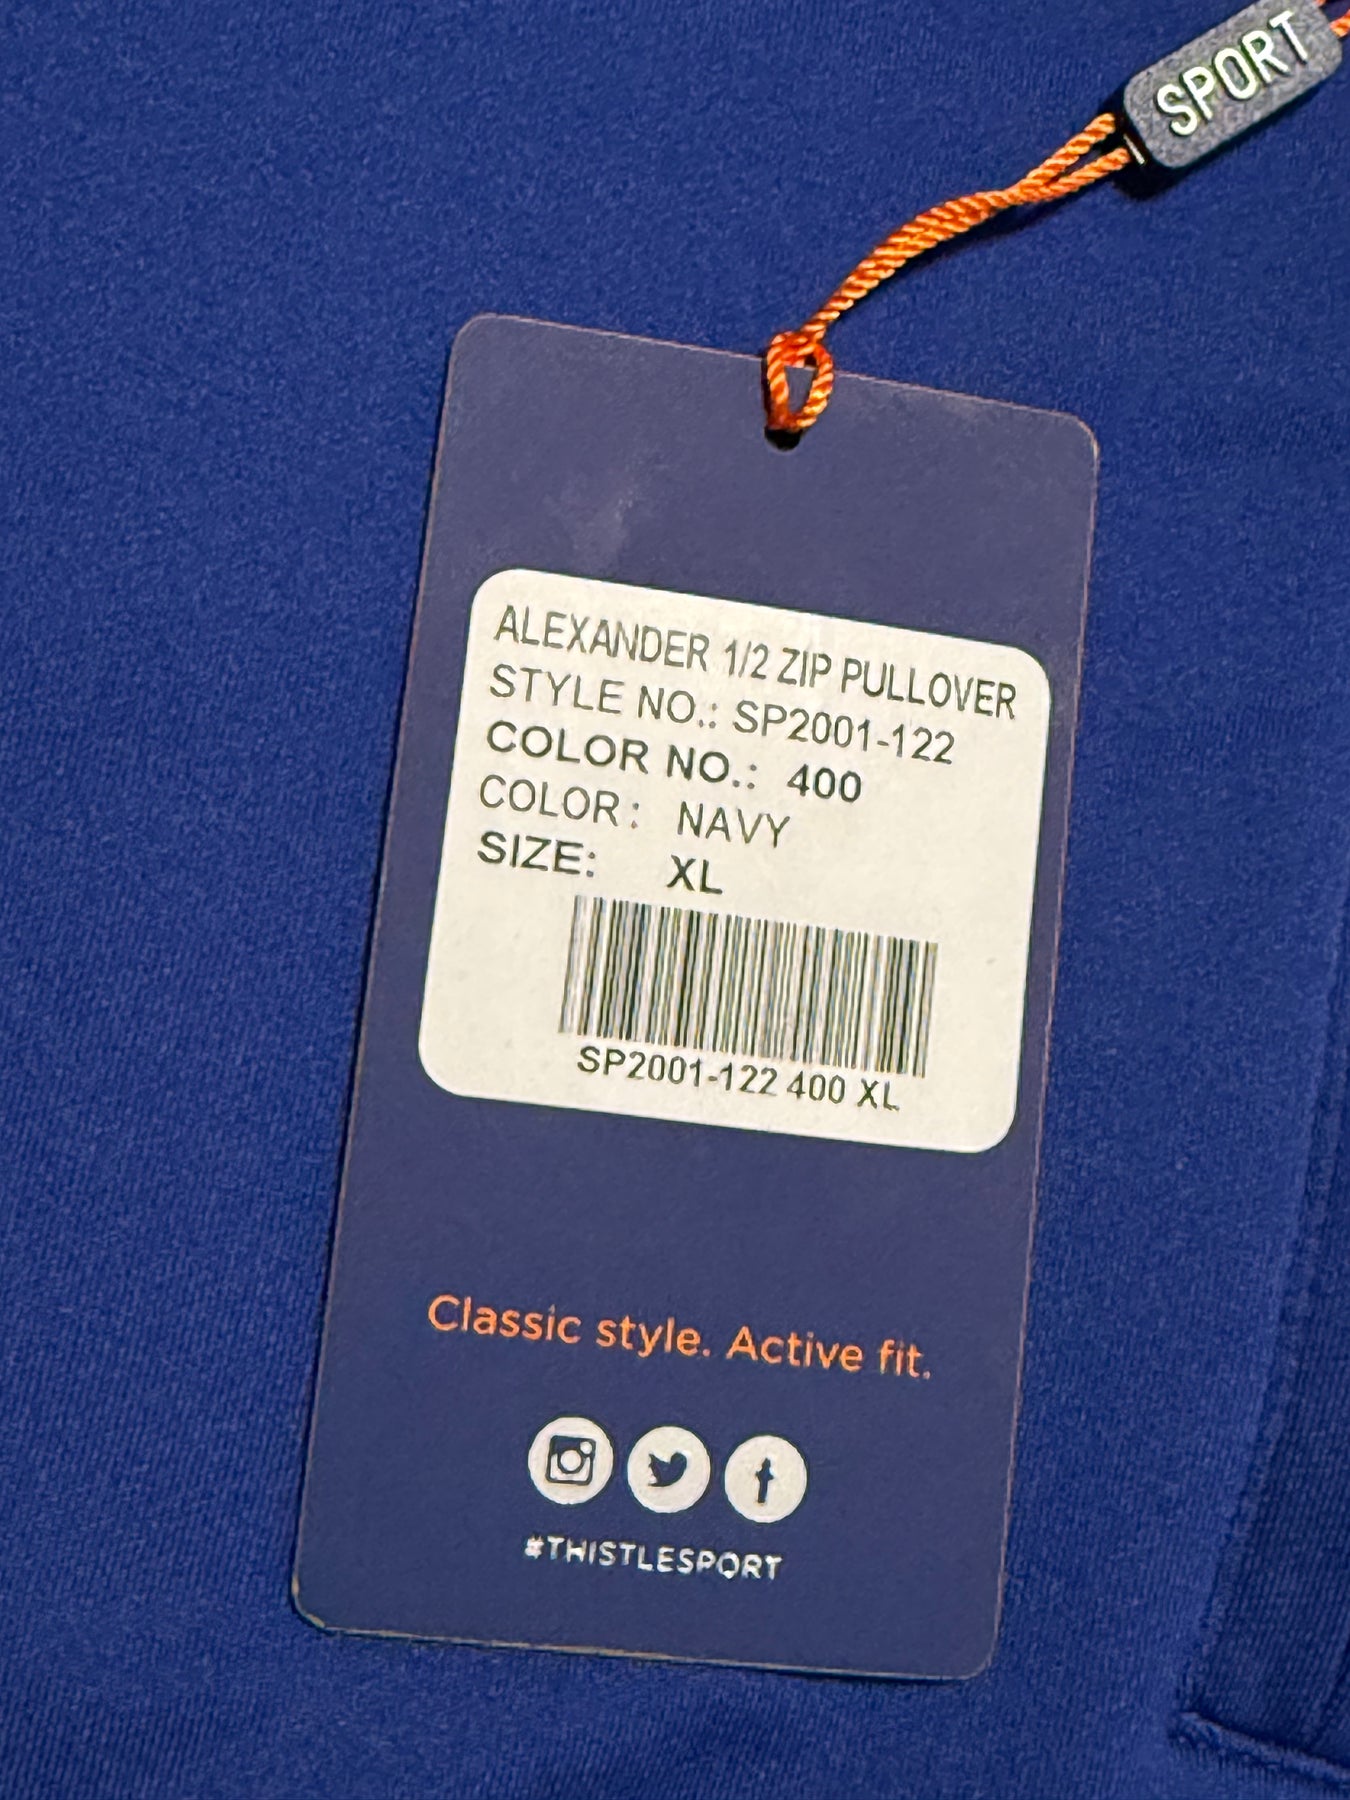 SPORT
ALEXANDER 1/2 ZIP PULLOVER
STYLE NO.: SP2001-122
COLOR NO.: 400
COLOR: NAVY
SIZE: XL
SP2001-122 400 XL
Classic style. Active fit.
#THISTLESPORT